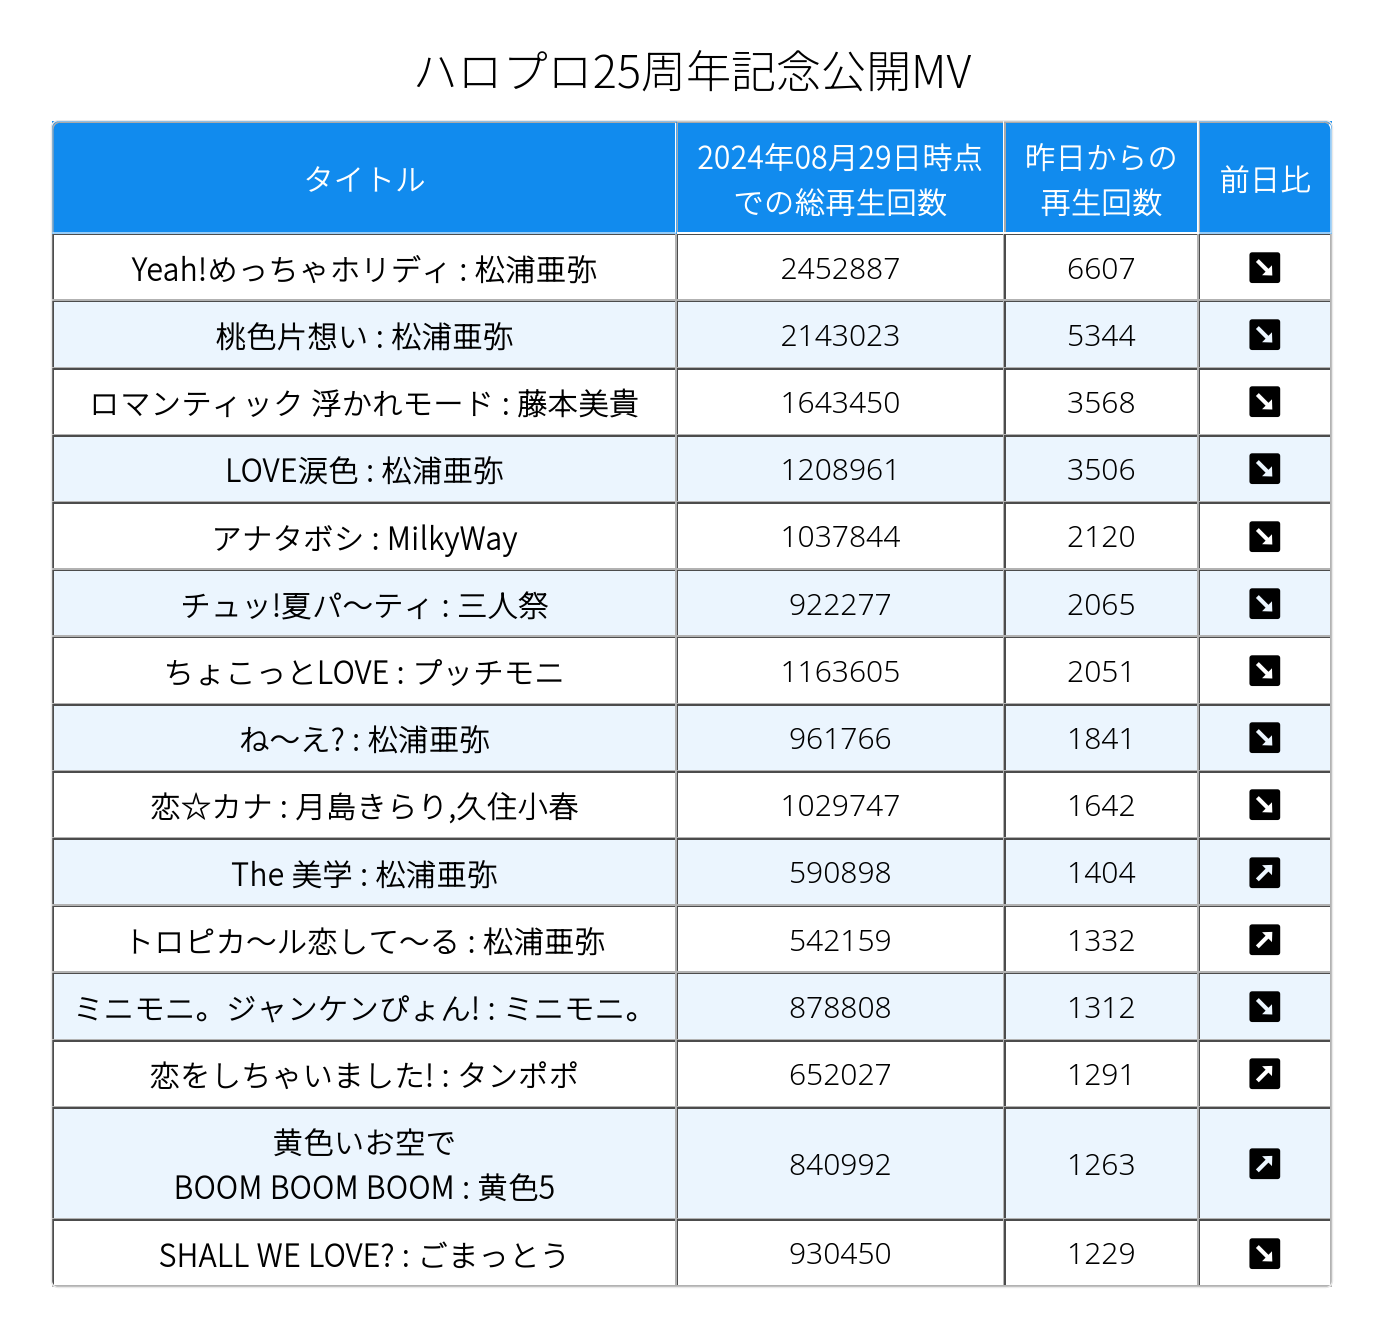 ハロプロ25周年記念公開MV
タイトル
2024年08月29日時点
での総再生回数
昨日からの
再生回数
前日比
Yeah!めっちゃホリディ : 松浦亜弥 2452887 6607
桃色片想い : 松浦亜弥 2143023 5344
ロマンティック 浮かれモード : 藤本美貴 1643450 3568
LOVE涙色 : 松浦亜弥 1208961 3506
アナタボシ : MilkyWay 1037844 2120
チュッ!夏パ〜ティ : 三人祭 922277 2065
ちょこっとLOVE : プッチモニ 1163605 2051
ね〜え? : 松浦亜弥 961766 1841
恋☆カナ : 月島きらり,久住小春 1029747 1642
The 美学 : 松浦亜弥 590898 1404
トロピカ〜ル恋して〜る : 松浦亜弥 542159 1332
ミニモニ。ジャンケンぴょん! : ミニモニ。 878808 1312
恋をしちゃいました! : タンポポ 652027 1291
黄色いお空で
BOOM BOOM BOOM : 黄色5 840992 1263
SHALL WE LOVE? : ごまっとう 930450 1229